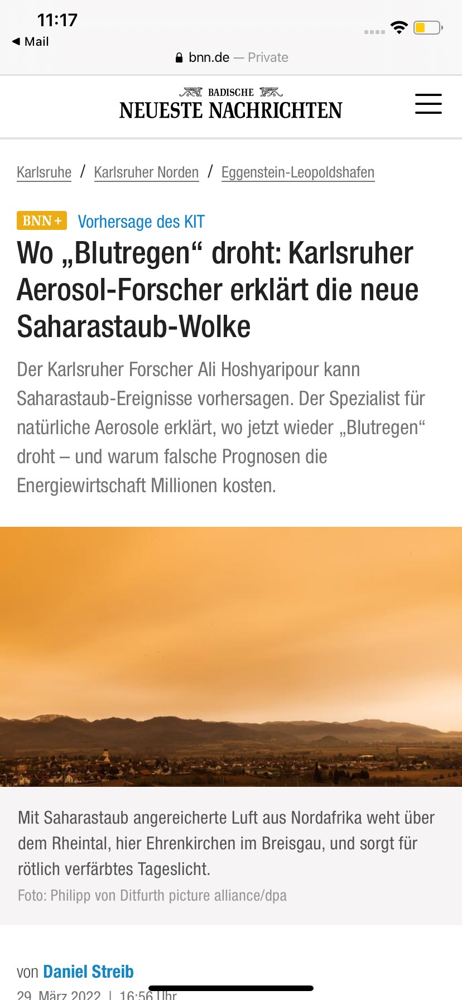 11:17
◀ Mail
bnn.de — Private
BADISCHE
NEUESTE NACHRICHTEN
Karlsruhe / Karlsruher Norden / Eggenstein-Leopoldshafen
BNN+ Vorhersage des KIT
Wo „Blutregen“ droht: Karlsruher
Aerosol-Forscher erklärt die neue
Saharastaub-Wolke
Der Karlsruher Forscher Ali Hoshyaripour kann
Saharastaub-Ereignisse vorhersagen. Der Spezialist für
natürliche Aerosole erklärt, wo jetzt wieder „Blutregen“
droht – und warum falsche Prognosen die
Energiewirtschaft Millionen kosten.
Mit Saharastaub angereicherte Luft aus Nordafrika weht über
dem Rheintal, hier Ehrenkirchen im Breisgau, und sorgt für
rötlich verfärbtes Tageslicht.
Foto: Philipp von Ditfurth picture alliance/dpa
von Daniel Streib
29. März 2022 | 16:56 Uhr